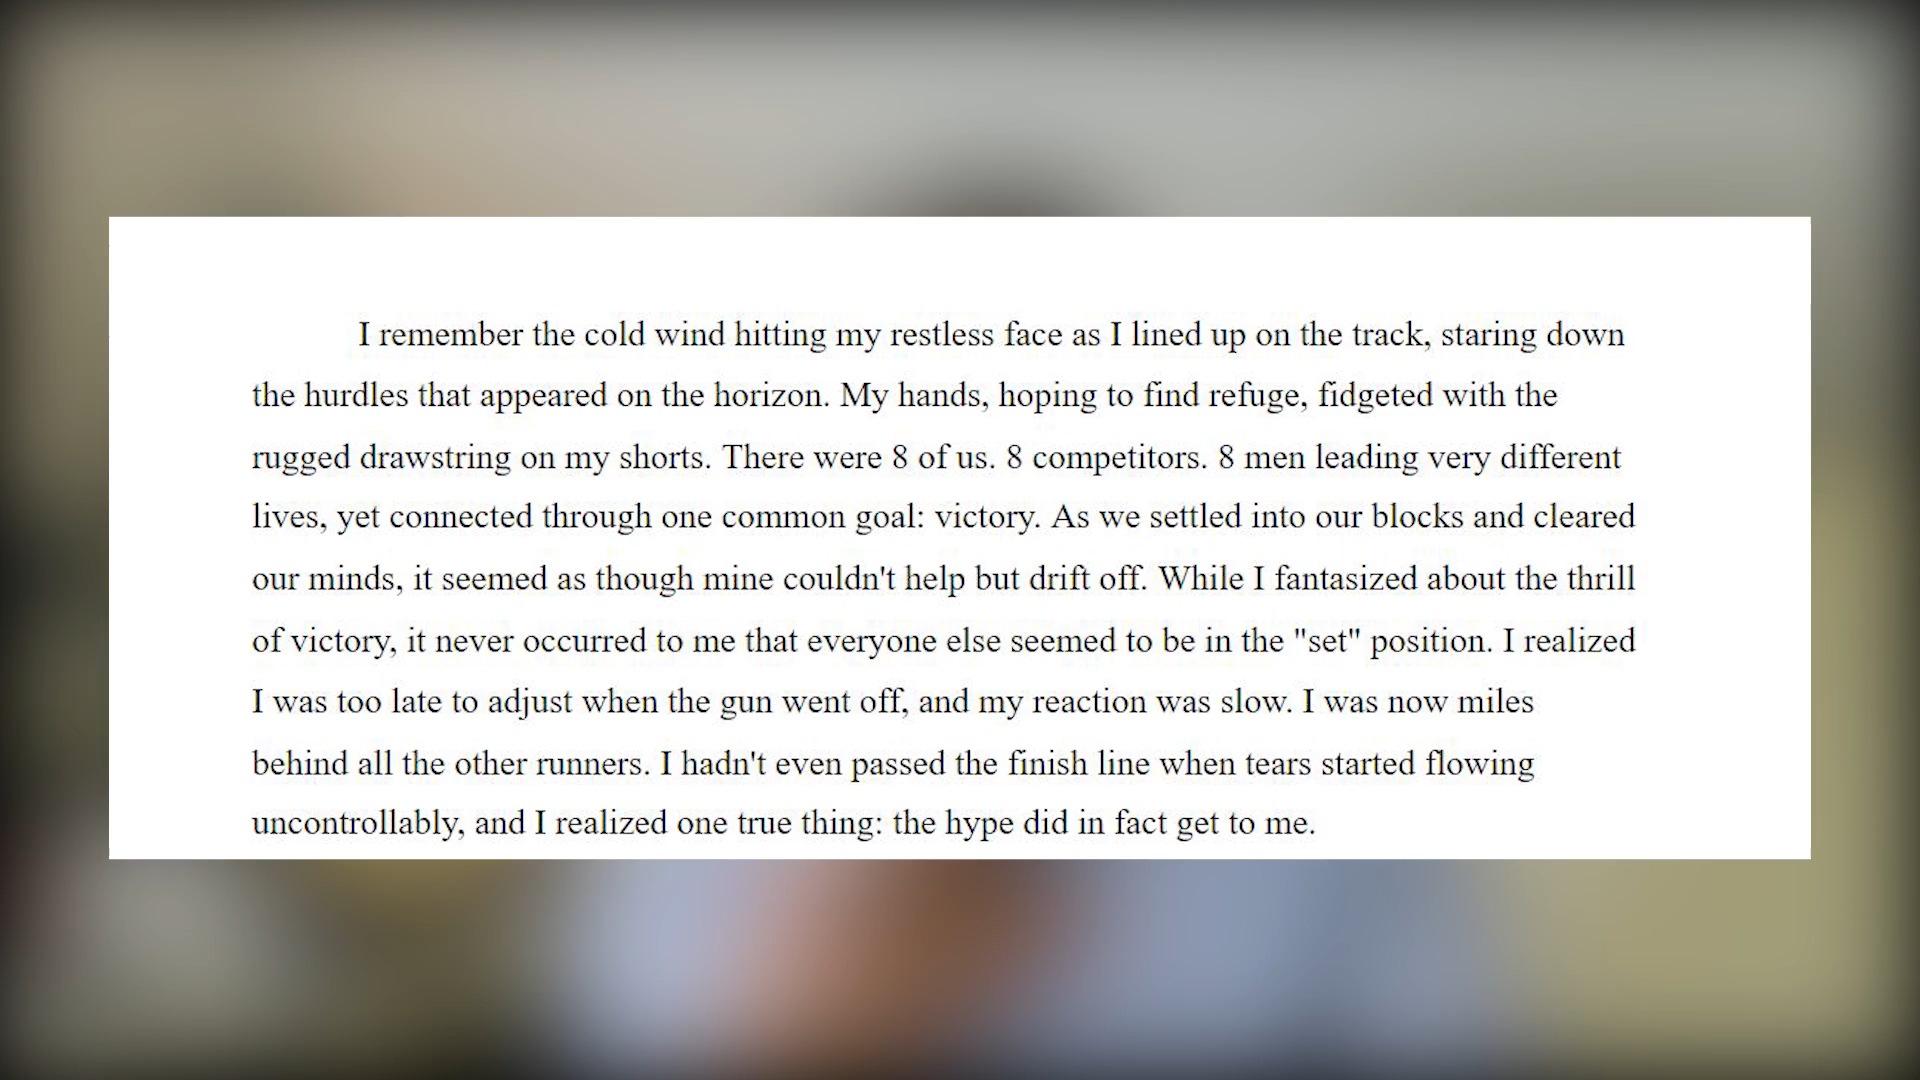 I remember the cold wind hitting my restless face as I lined up on the track, staring down
the hurdles that appeared on the horizon. My hands, hoping to find refuge, fidgeted with the
rugged drawstring on my shorts. There were 8 of us. 8 competitors. 8 men leading very different
lives, yet connected through one common goal: victory. As we settled into our blocks and cleared
our minds, it seemed as though mine couldn't help but drift off. While I fantasized about the thrill
of victory, it never occurred to me that everyone else seemed to be in the "set" position. I realized
I was too late to adjust when the gun went off, and my reaction was slow. I was now miles
behind all the other runners. I hadn't even passed the finish line when tears started flowing
uncontrollably, and I realized one true thing: the hype did in fact get to me.